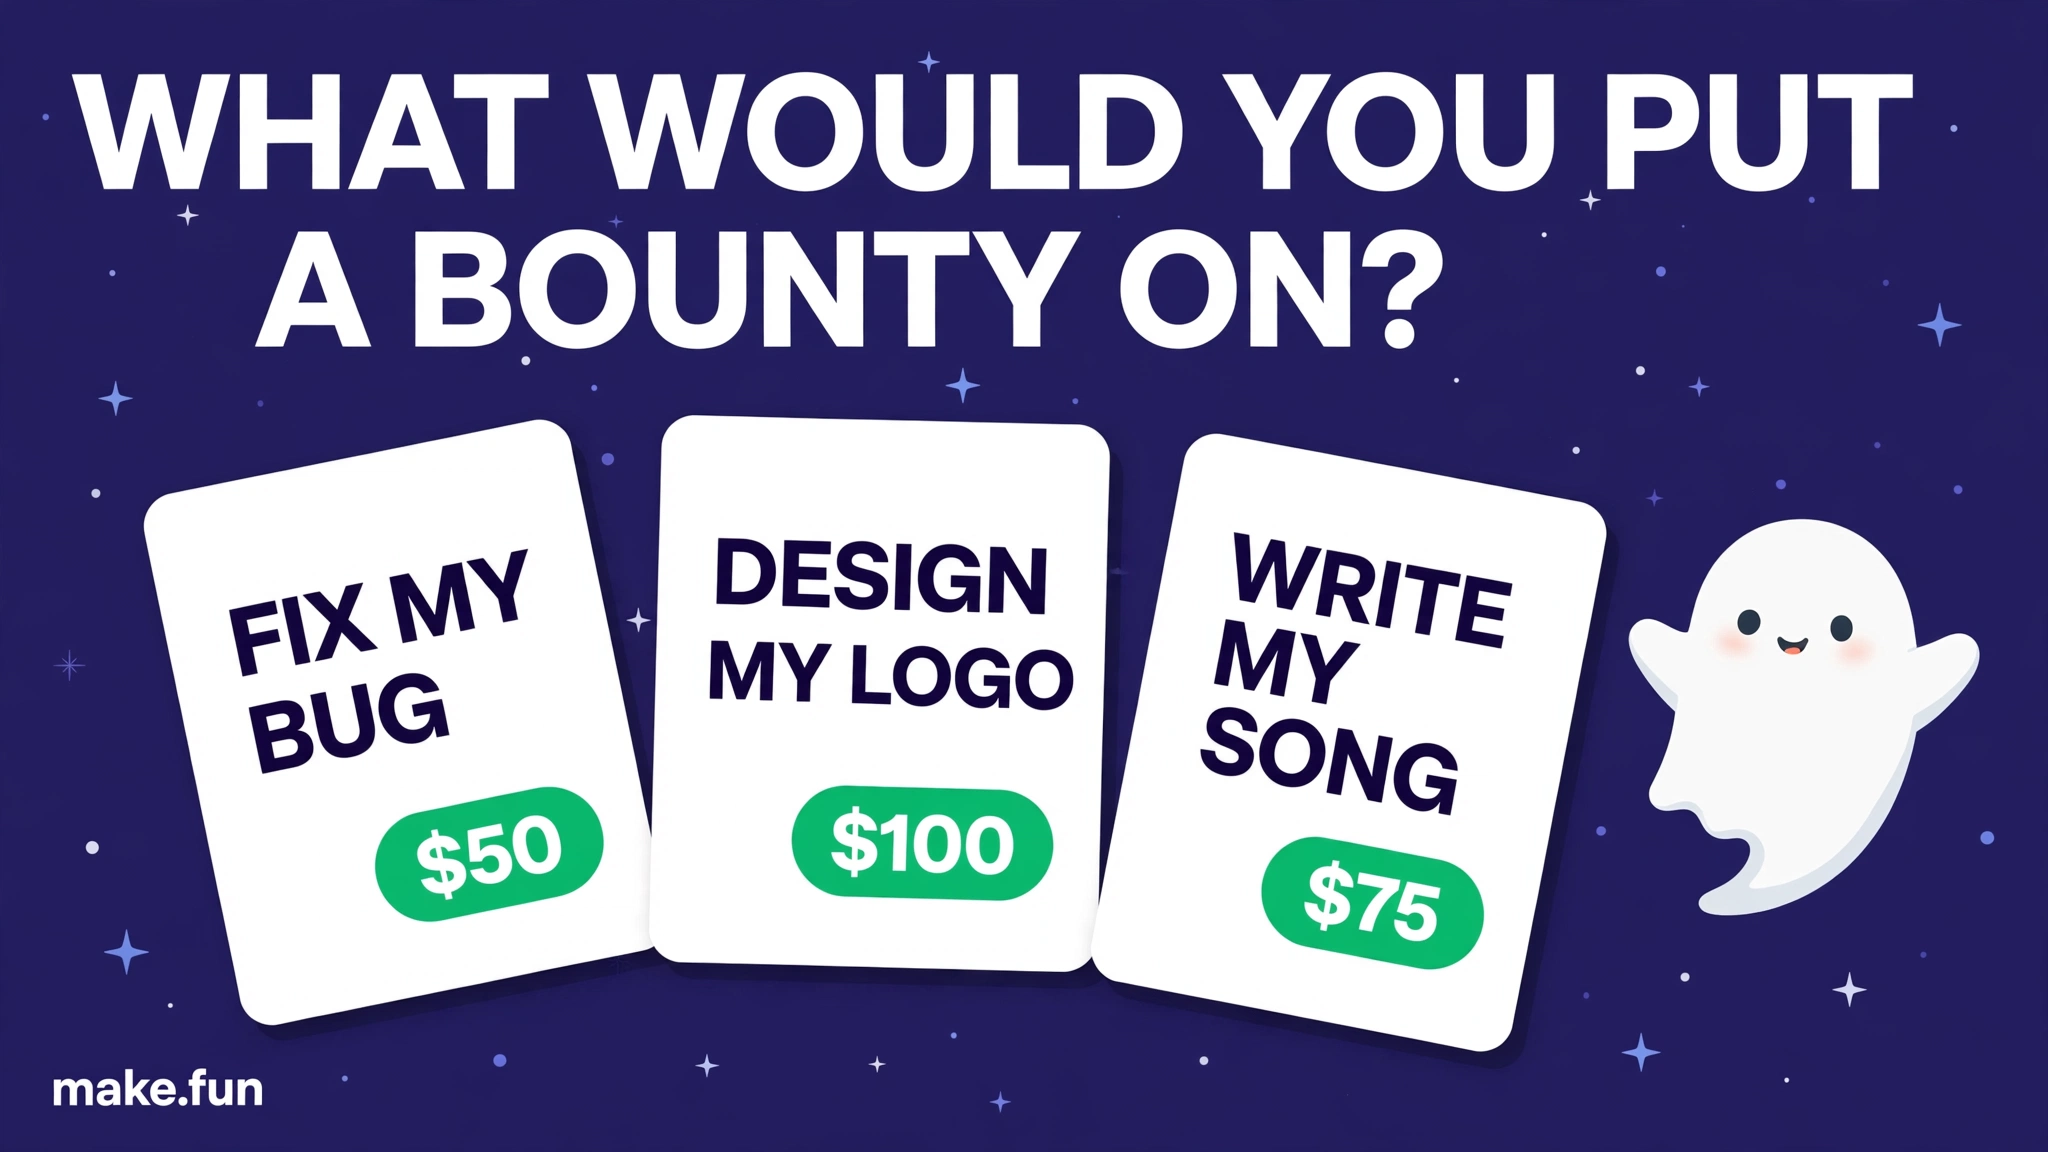 WHAT WOULD YOU PUT
A BOUNTY ON?
FIX MY
BUG
$50
DESIGN
MY LOGO
$100
WRITE
MY
SONG
$75
make.fun